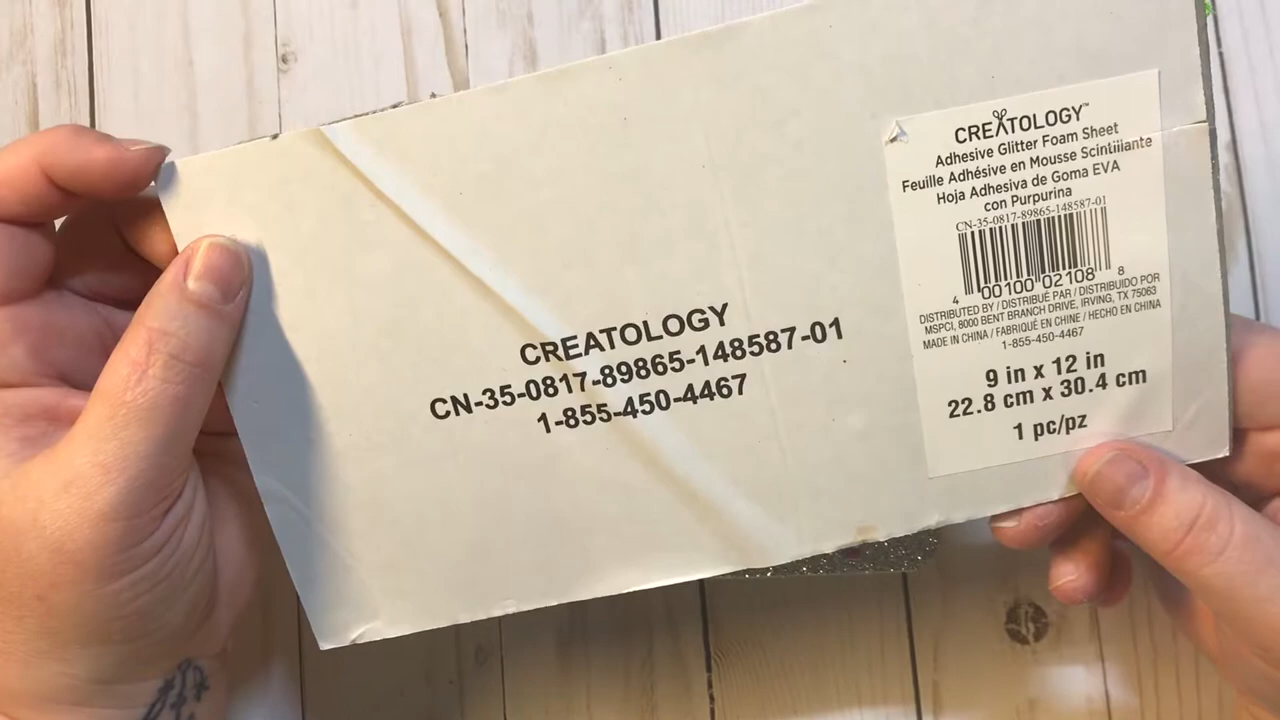 CREATOLOGY™
Adhesive Glitter Foam Sheet
Feuille Adhésive en Mousse Scintillante
Hoja Adhesiva de Goma EVA
con Purpurina
CN-35-0817-89865-148587-01
4 00100 02108 8
DISTRIBUTED BY / DISTRIBUÉ PAR / DISTRIBUIDO POR
MSPCI, 8000 BENT BRANCH DRIVE, IRVING, TX 75063
MADE IN CHINA / FABRIQUÉ EN CHINE / HECHO EN CHINA
1-855-450-4467
9 in x 12 in
22.8 cm x 30.4 cm
1 pc/pz
CREATOLOGY
CN-35-0817-89865-148587-01
1-855-450-4467